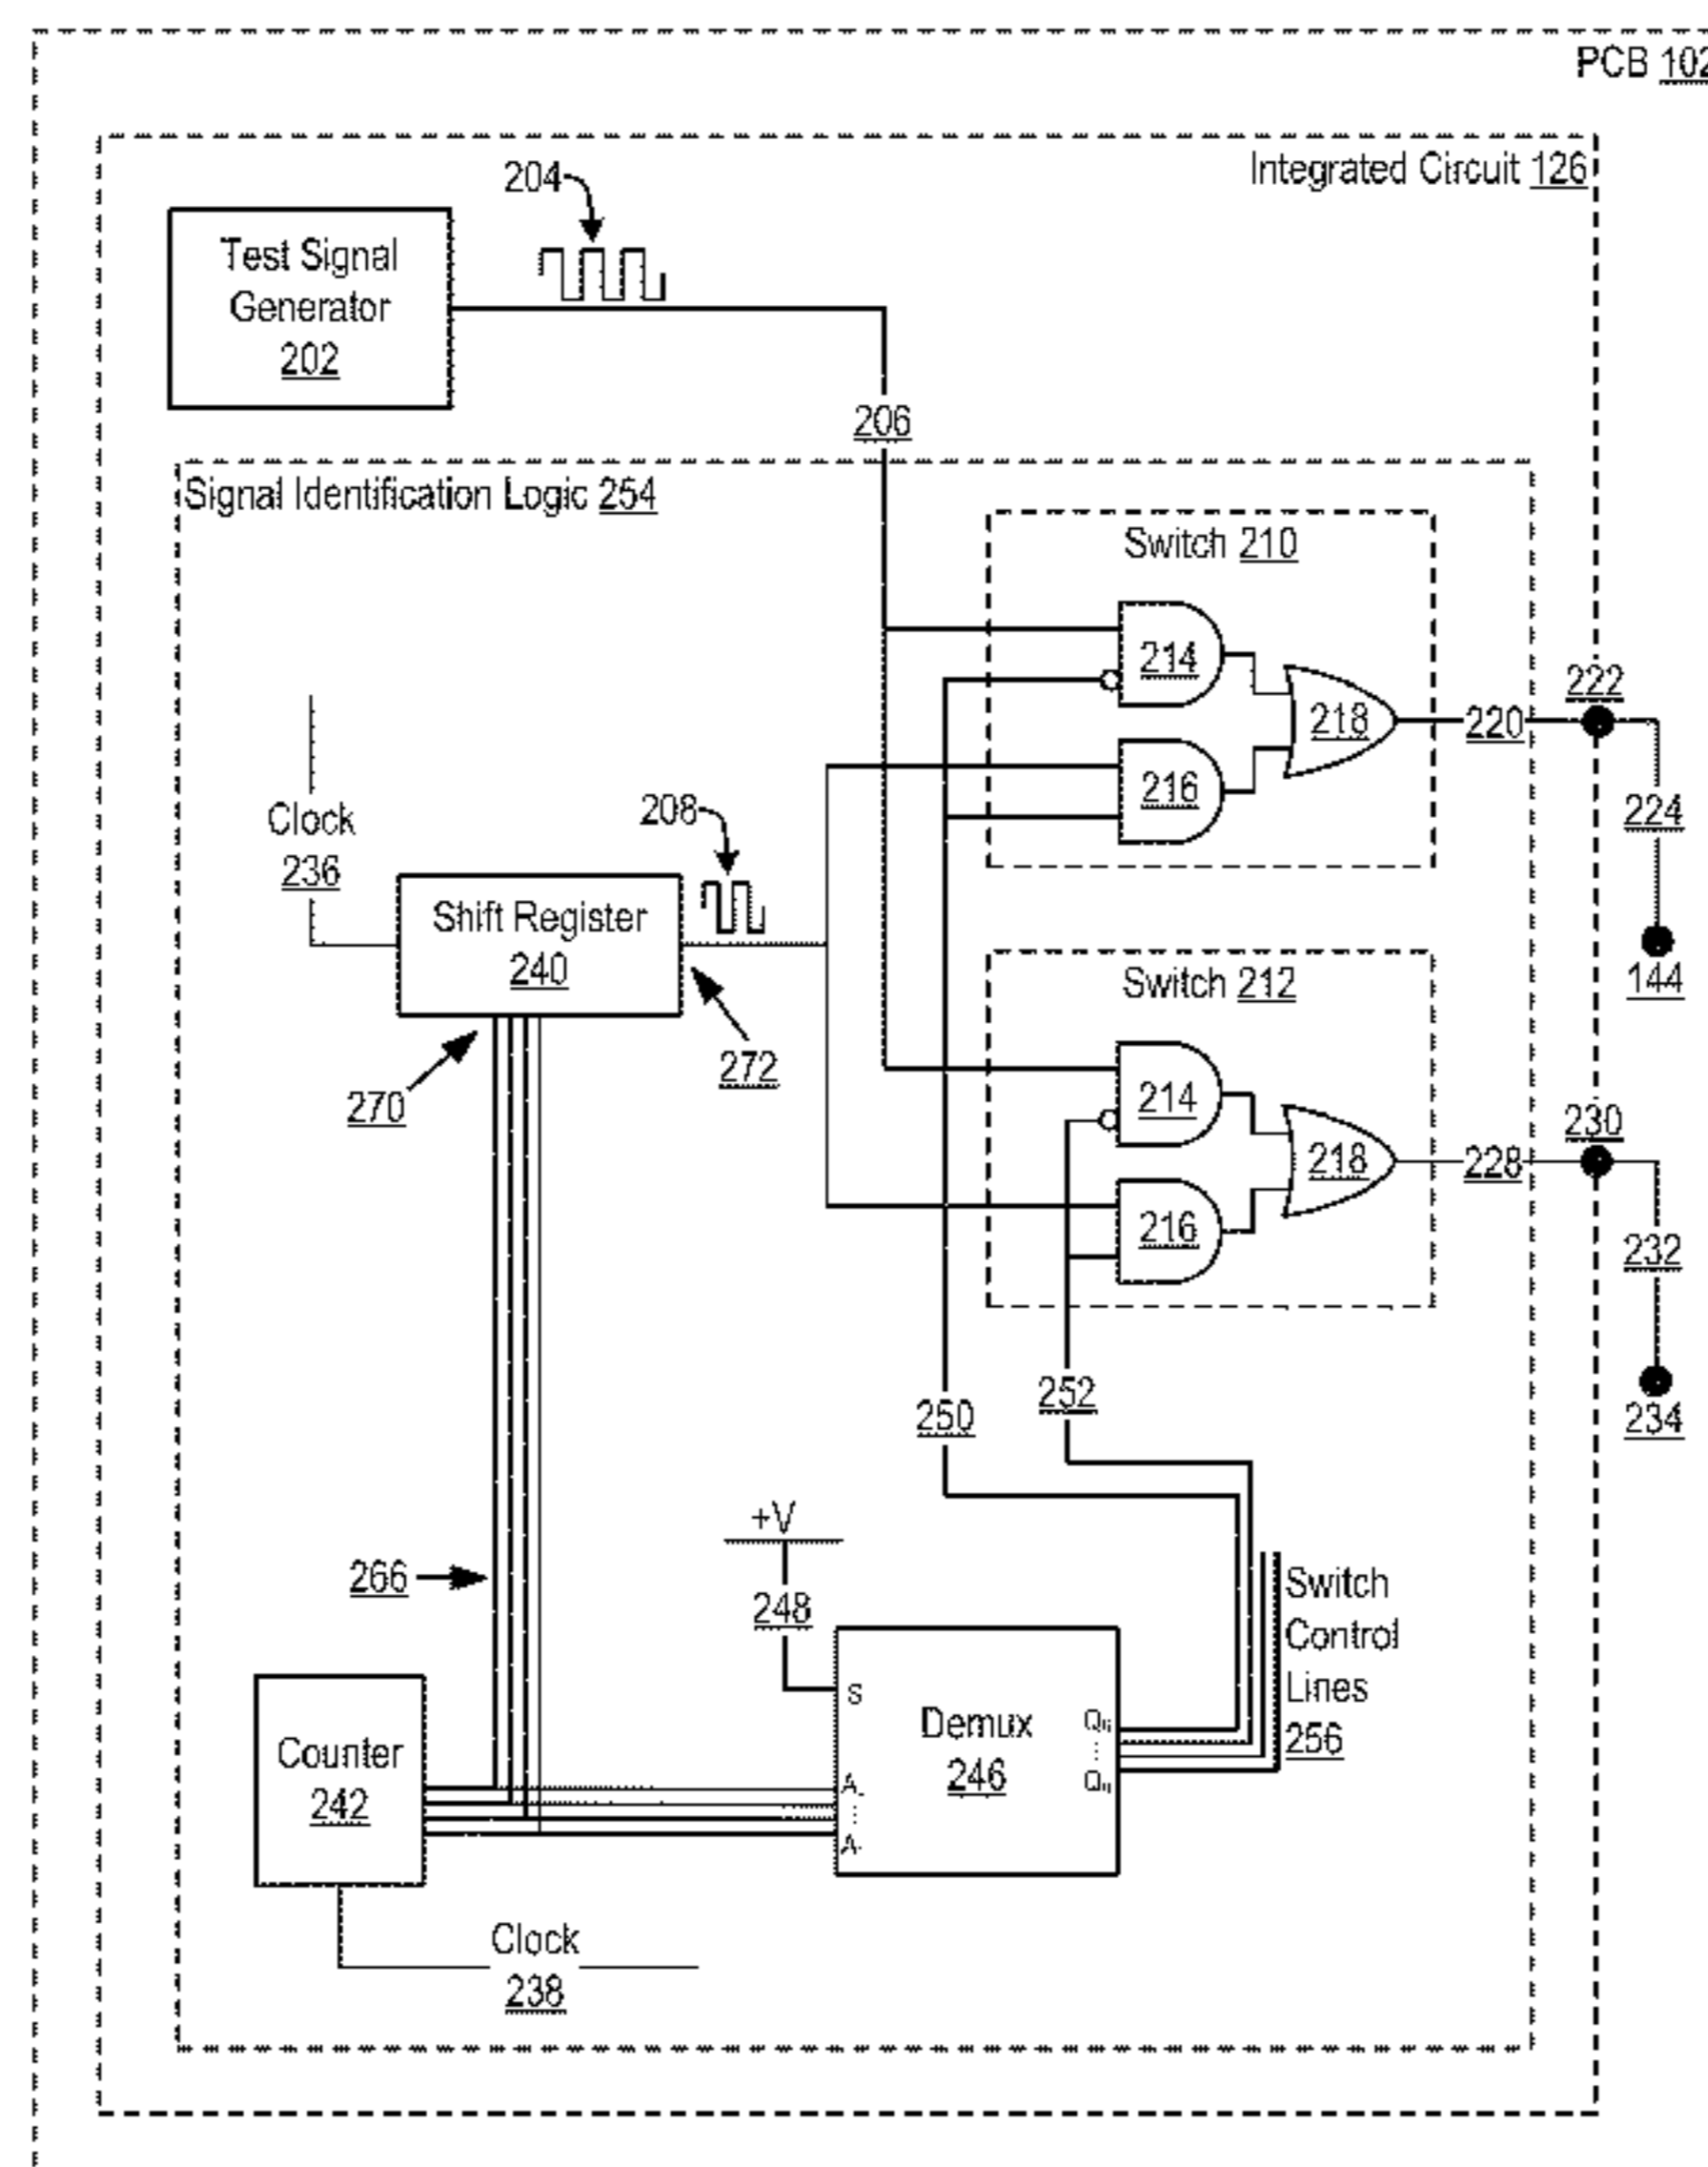 PCB 102
Integrated Circuit 126
204
Test Signal
Generator
202
206
Signal Identification Logic 254
Switch 210
214
216
218
220
222
224
144
Clock
236
208
Shift Register
240
270
272
Switch 212
214
216
218
228
230
232
234
250
252
266
+V
248
S
Demux
246
Switch
Control
Lines
256
Counter
242
A
⋮
A
⋮
Clock
238